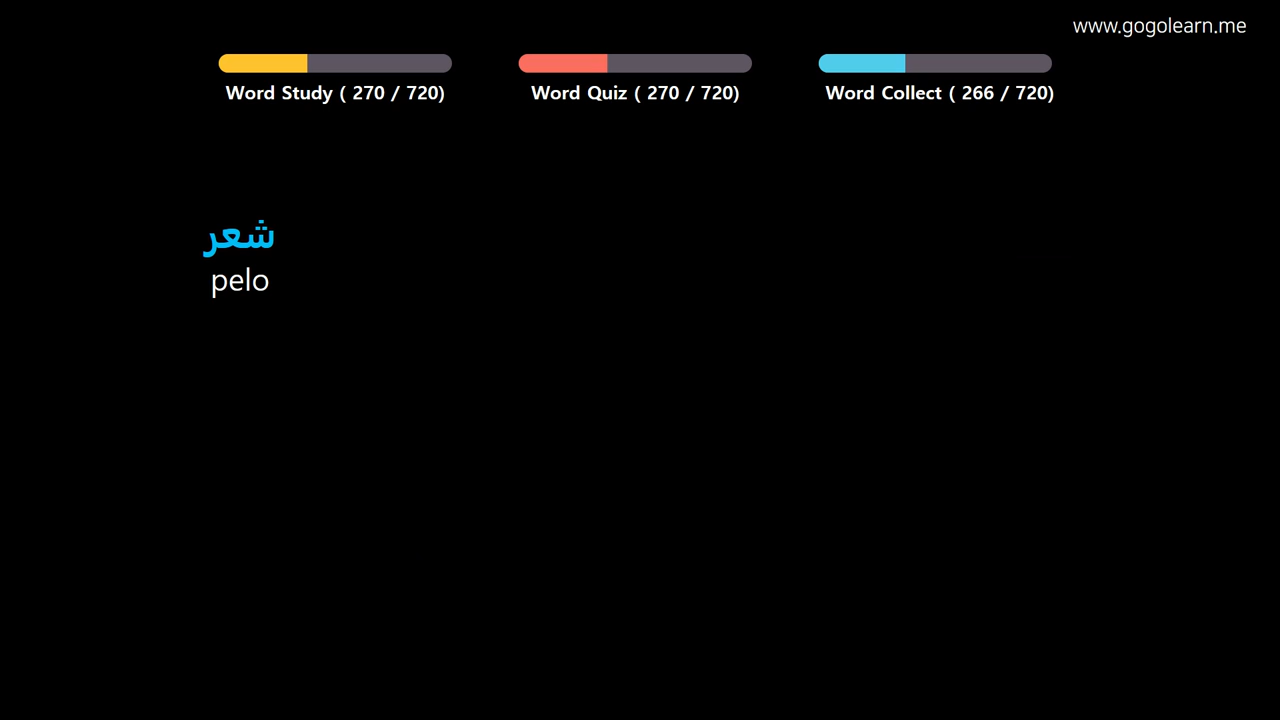 www.gogolearn.me
Word Study ( 270 / 720)
Word Quiz ( 270 / 720)
Word Collect ( 266 / 720)
شعر
pelo